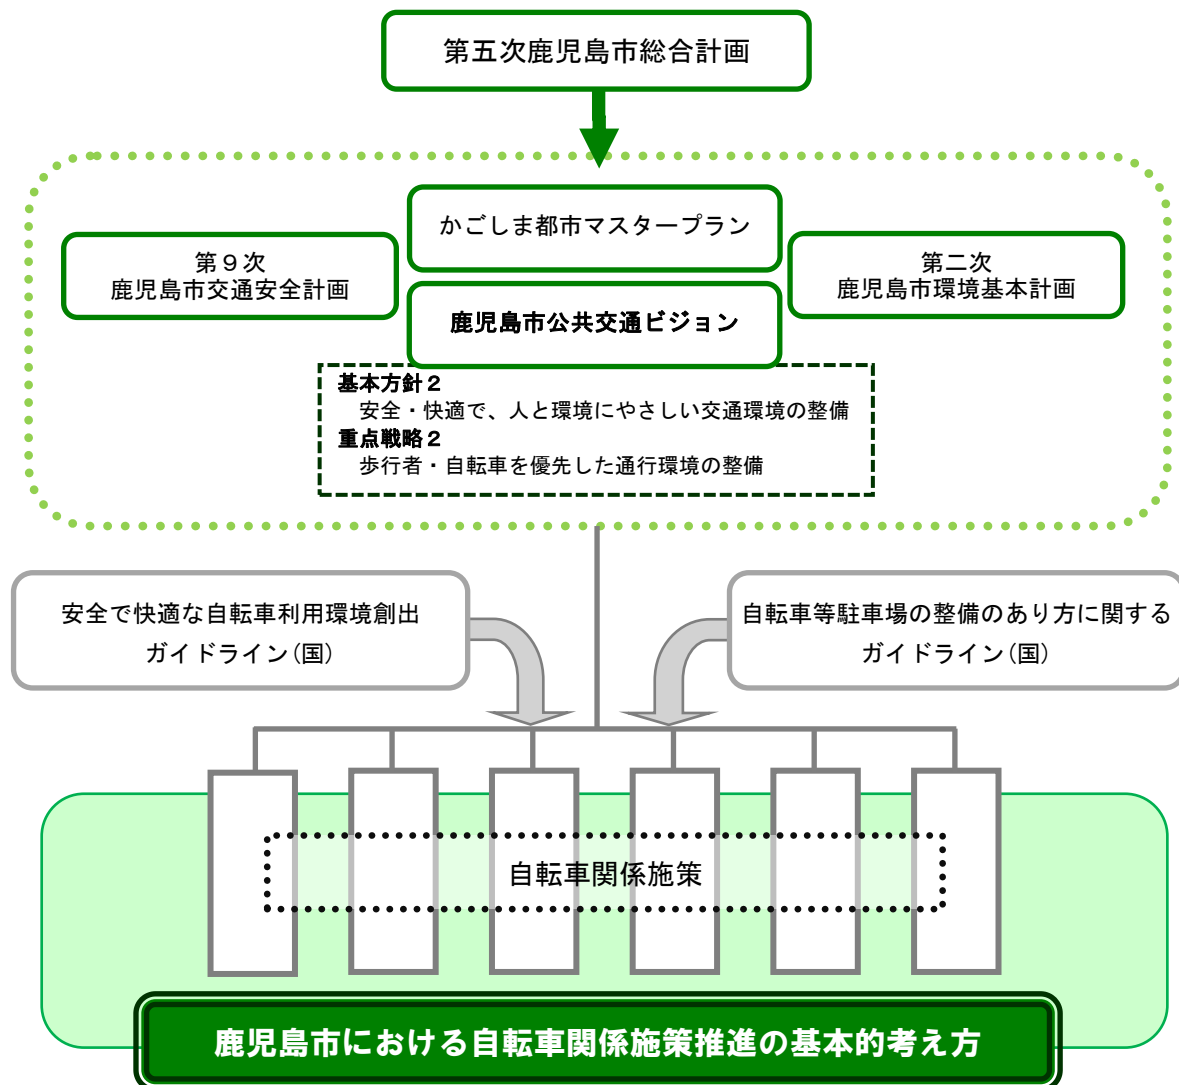 第五次鹿児島市総合計画
かごしま都市マスタープラン
第９次
鹿児島市交通安全計画
第二次
鹿児島市環境基本計画
鹿児島市公共交通ビジョン
基本方針２
安全・快適で、人と環境にやさしい交通環境の整備
重点戦略２
歩行者・自転車を優先した通行環境の整備
安全で快適な自転車利用環境創出
ガイドライン(国)
自転車等駐車場の整備のあり方に関する
ガイドライン(国)
自転車関係施策
鹿児島市における自転車関係施策推進の基本的考え方